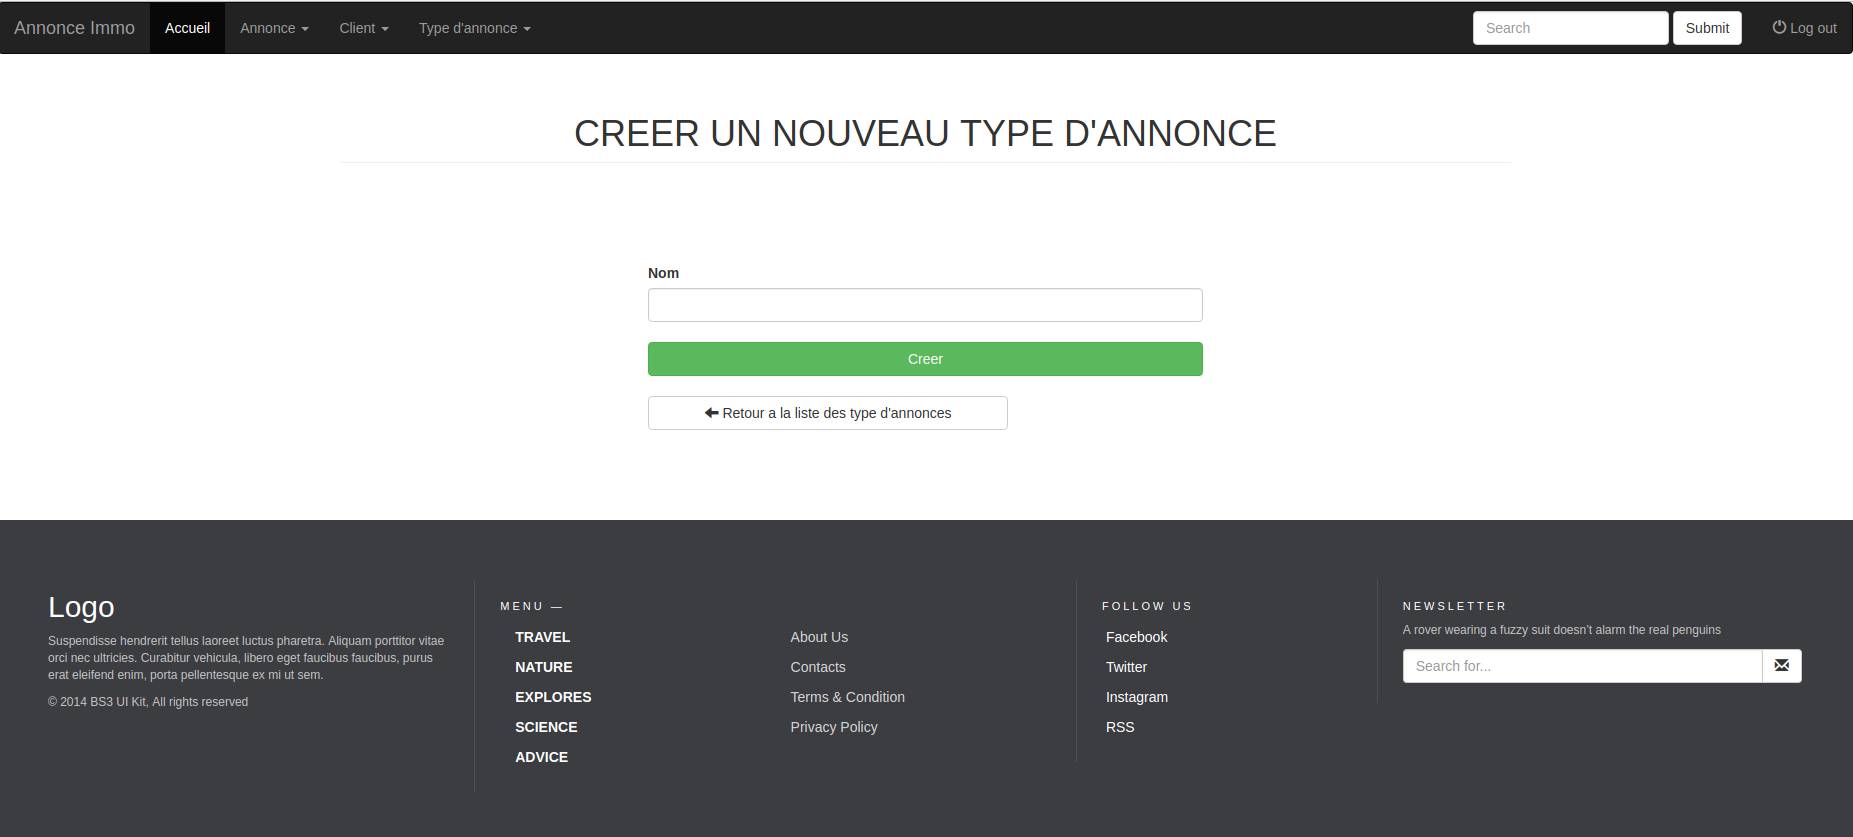 Annonce Immo Accueil Annonce Client Type d'annonce Search Submit Log out
CREER UN NOUVEAU TYPE D'ANNONCE
Nom
Creer
Retour a la liste des type d'annonces
Logo
Suspendisse hendrerit tellus laoreet luctus pharetra. Aliquam porttitor vitae
orci nec ultricies. Curabitur vehicula, libero eget faucibus faucibus, purus
erat eleifend enim, porta pellentesque ex mi ut sem.
© 2014 BS3 UI Kit, All rights reserved
MENU —
TRAVEL
NATURE
EXPLORES
SCIENCE
ADVICE
About Us
Contacts
Terms & Condition
Privacy Policy
FOLLOW US
Facebook
Twitter
Instagram
RSS
NEWSLETTER
A rover wearing a fuzzy suit doesn’t alarm the real penguins
Search for...